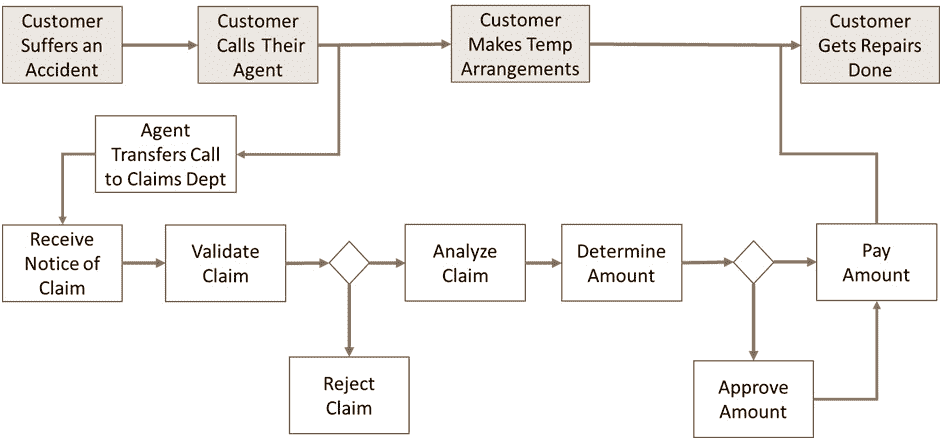 Customer
Suffers an
Accident
Customer
Calls Their
Agent
Customer
Makes Temp
Arrangements
Customer
Gets Repairs
Done
Agent
Transfers Call
to Claims Dept
Receive
Notice of
Claim
Validate
Claim
Analyze
Claim
Determine
Amount
Pay
Amount
Reject
Claim
Approve
Amount